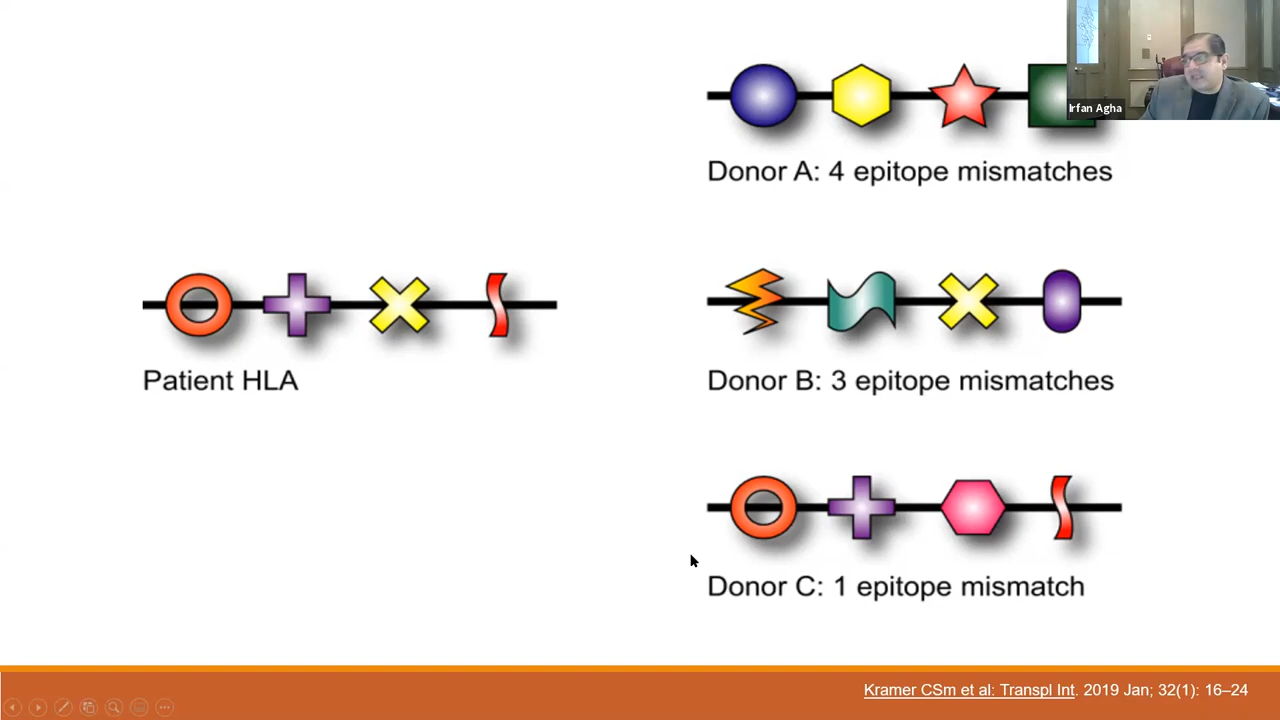 Irfan Agha
Donor A: 4 epitope mismatches
Patient HLA
Donor B: 3 epitope mismatches
Donor C: 1 epitope mismatch
Kramer CSm et al: Transpl Int. 2019 Jan; 32(1): 16–24